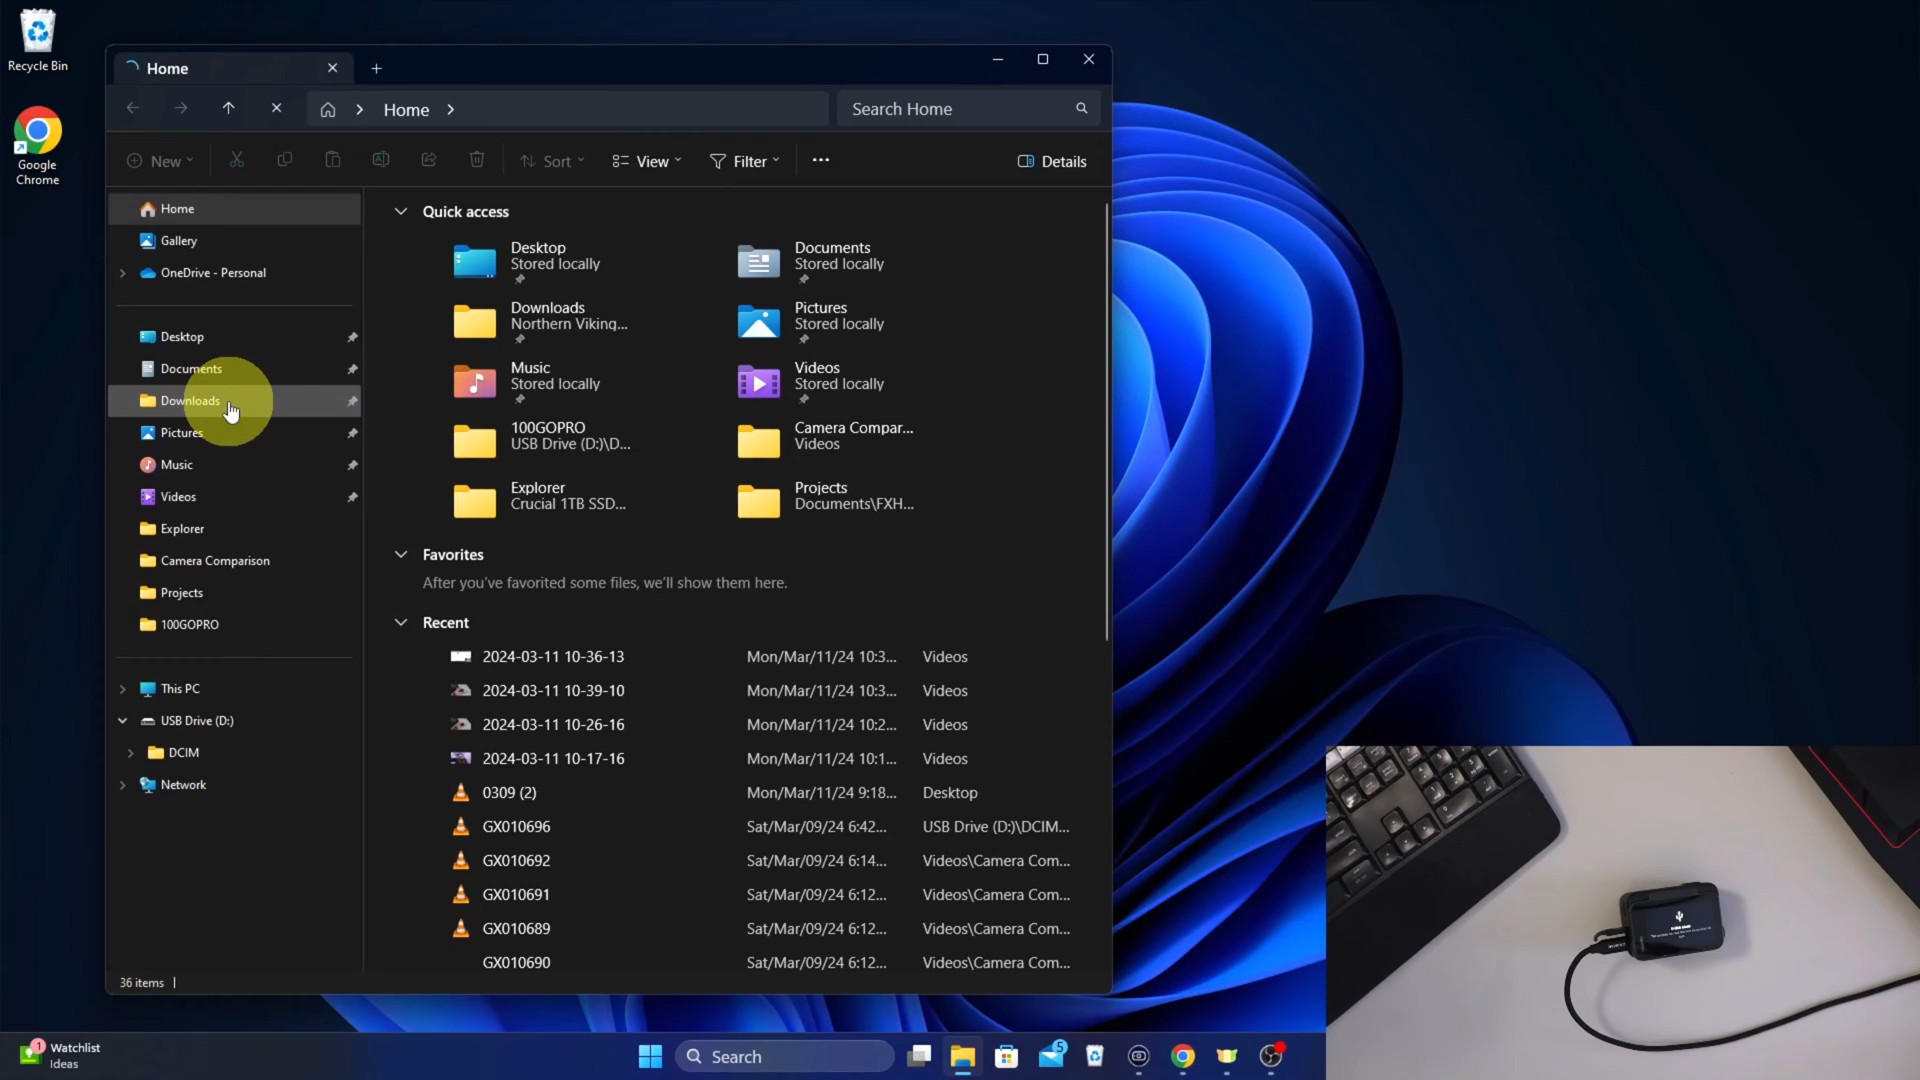 Recycle Bin
Google
Chrome
Home
Home
Search Home
New
Sort
View
Filter
Details
Home
Gallery
OneDrive - Personal
Desktop
Documents
Downloads
Pictures
Music
Videos
Explorer
Camera Comparison
Projects
100GOPRO
This PC
USB Drive (D:)
DCIM
Network
Quick access
Desktop
Stored locally
Documents
Stored locally
Downloads
Northern Viking...
Pictures
Stored locally
Music
Stored locally
Videos
Stored locally
100GOPRO
USB Drive (D:)\D...
Camera Compar...
Videos
Explorer
Crucial 1TB SSD...
Projects
Documents\FXH...
Favorites
After you've favorited some files, we'll show them here.
Recent
2024-03-11 10-36-13 Mon/Mar/11/24 10:3... Videos
2024-03-11 10-39-10 Mon/Mar/11/24 10:3... Videos
2024-03-11 10-26-16 Mon/Mar/11/24 10:2... Videos
2024-03-11 10-17-16 Mon/Mar/11/24 10:1... Videos
0309 (2) Mon/Mar/11/24 9:18... Desktop
GX010696 Sat/Mar/09/24 6:42... USB Drive (D:)\DCIM...
GX010692 Sat/Mar/09/24 6:14... Videos\Camera Com...
GX010691 Sat/Mar/09/24 6:12... Videos\Camera Com...
GX010689 Sat/Mar/09/24 6:12... Videos\Camera Com...
GX010690 Sat/Mar/09/24 6:12... Videos\Camera Com...
36 items
1
Watchlist
Ideas
Search
5